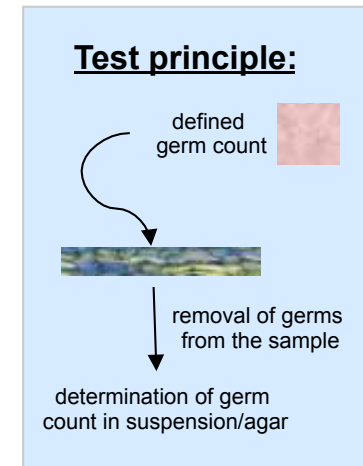 Test principle:
defined
germ count
removal of germs
from the sample
determination of germ
count in suspension/agar